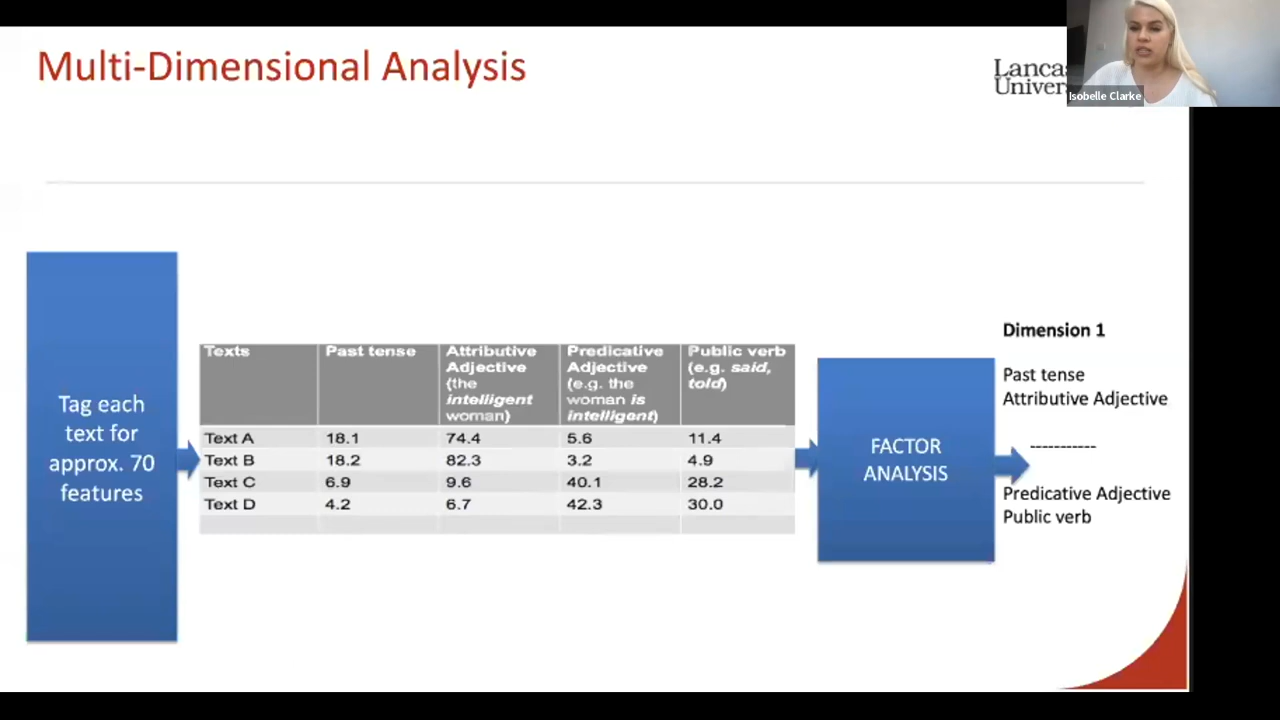 Multi-Dimensional Analysis
Isobelle Clarke
Tag each
text for
approx. 70
features
Texts
Past tense
Attributive
Adjective
(the
intelligent
woman)
Predicative
Adjective
(e.g. the
woman is
intelligent)
Public verb
(e.g. said,
told)
Text A 18.1 74.4 5.6 11.4
Text B 18.2 82.3 3.2 4.9
Text C 6.9 9.6 40.1 28.2
Text D 4.2 6.7 42.3 30.0
FACTOR
ANALYSIS
Dimension 1
Past tense
Attributive Adjective
-----------
Predicative Adjective
Public verb